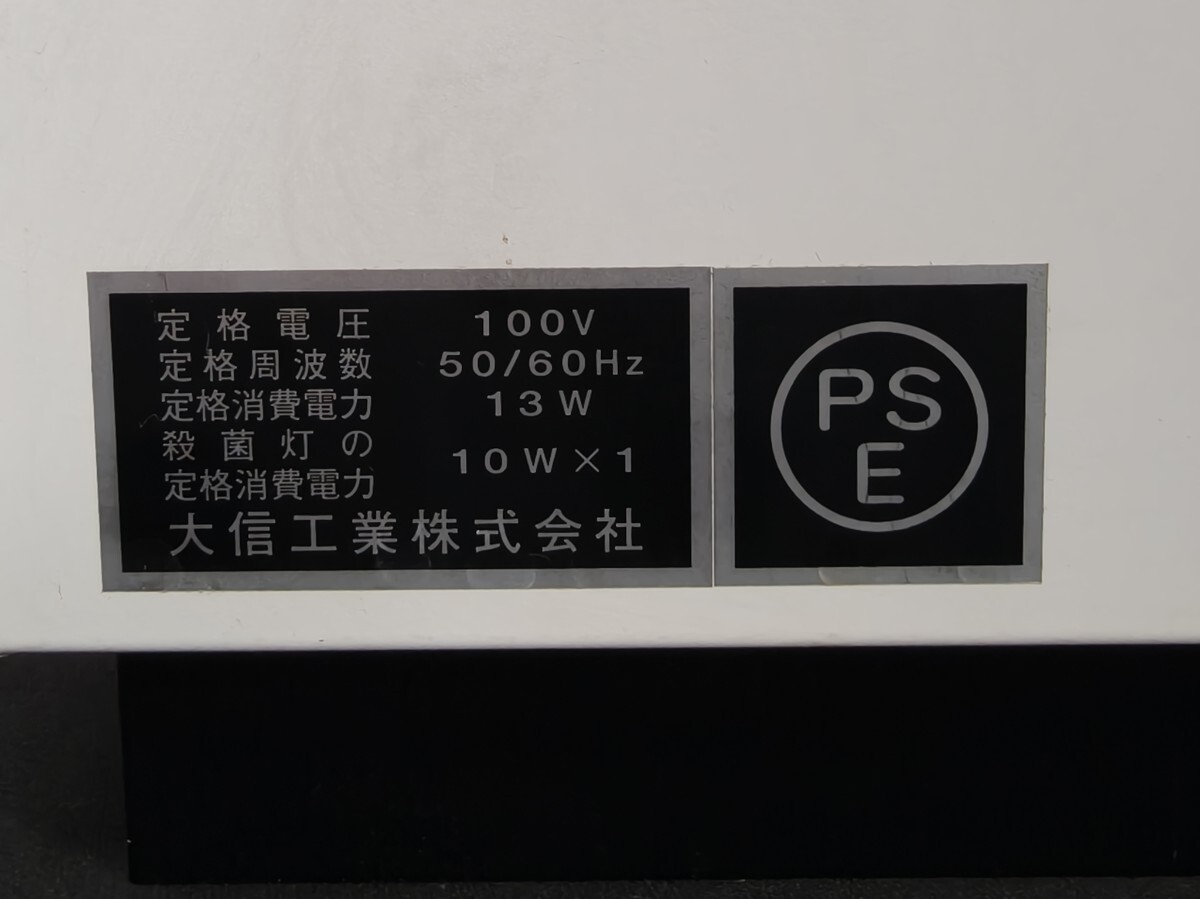 定格電圧 100V
定格周波数 50/60Hz
定格消費電力 13W
殺菌灯の
定格消費電力 10W×1
大信工業株式会社
PS
E